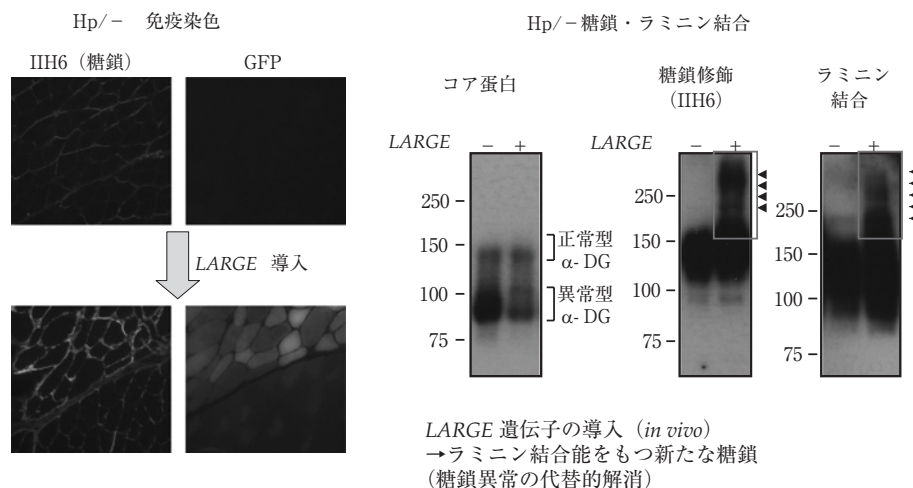 Hp/− 免疫染色
IIH6（糖鎖）
GFP
LARGE 導入
Hp/−糖鎖・ラミニン結合
コア蛋白
糖鎖修飾
(IIH6)
ラミニン
結合
LARGE − +
LARGE − +
− +
250
150
100
75
正常型
α- DG
異常型
α- DG
250
150
100
75
250
150
100
75
LARGE 遺伝子の導入（in vivo）
→ラミニン結合能をもつ新たな糖鎖
(糖鎖異常の代替的解消）